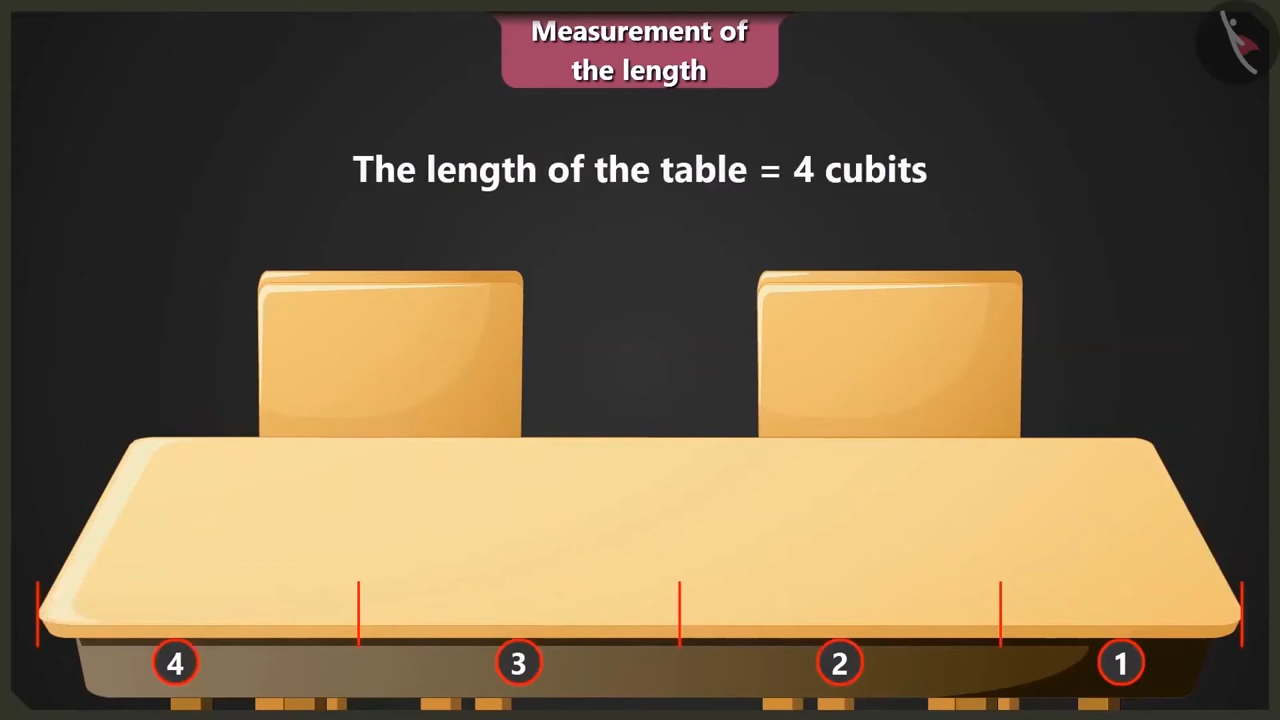 Measurement of
the length
The length of the table = 4 cubits
4 3 2 1